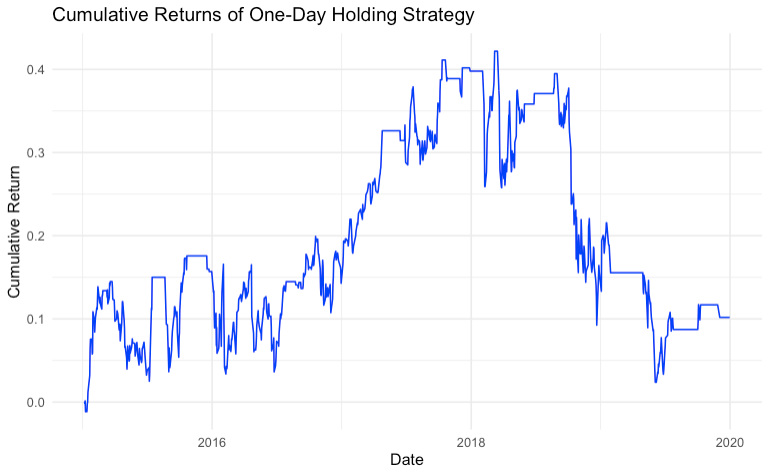 Cumulative Returns of One-Day Holding Strategy
Cumulative Return
0.4
0.3
0.2
0.1
0.0
2016
2018
2020
Date